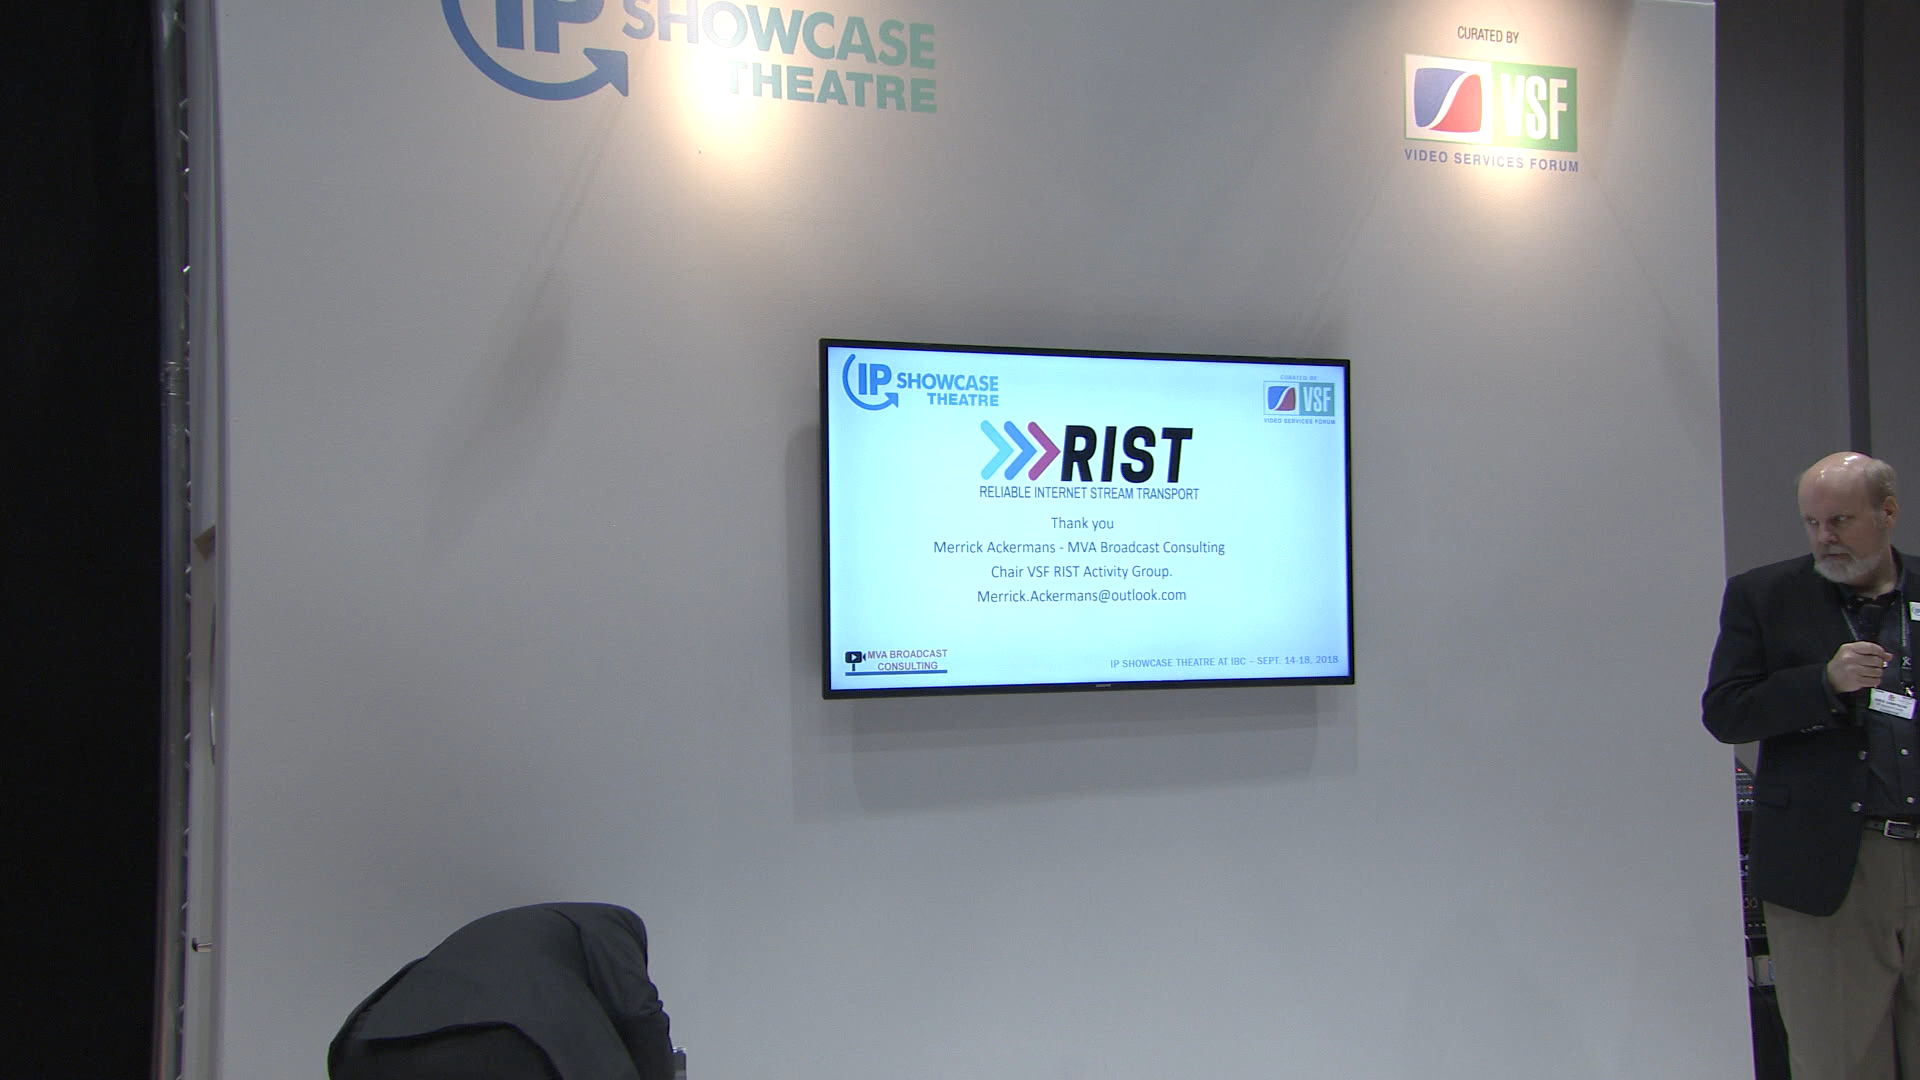 IP SHOWCASE
THEATRE
CURATED BY
VSF
VIDEO SERVICES FORUM
IP SHOWCASE
THEATRE
CURATED BY
VSF
VIDEO SERVICES FORUM
RIST
RELIABLE INTERNET STREAM TRANSPORT
Thank you
Merrick Ackermans - MVA Broadcast Consulting
Chair VSF RIST Activity Group.
Merrick.Ackermans@outlook.com
MVA BROADCAST
CONSULTING
IP SHOWCASE THEATRE AT IBC – SEPT. 14-18, 2018